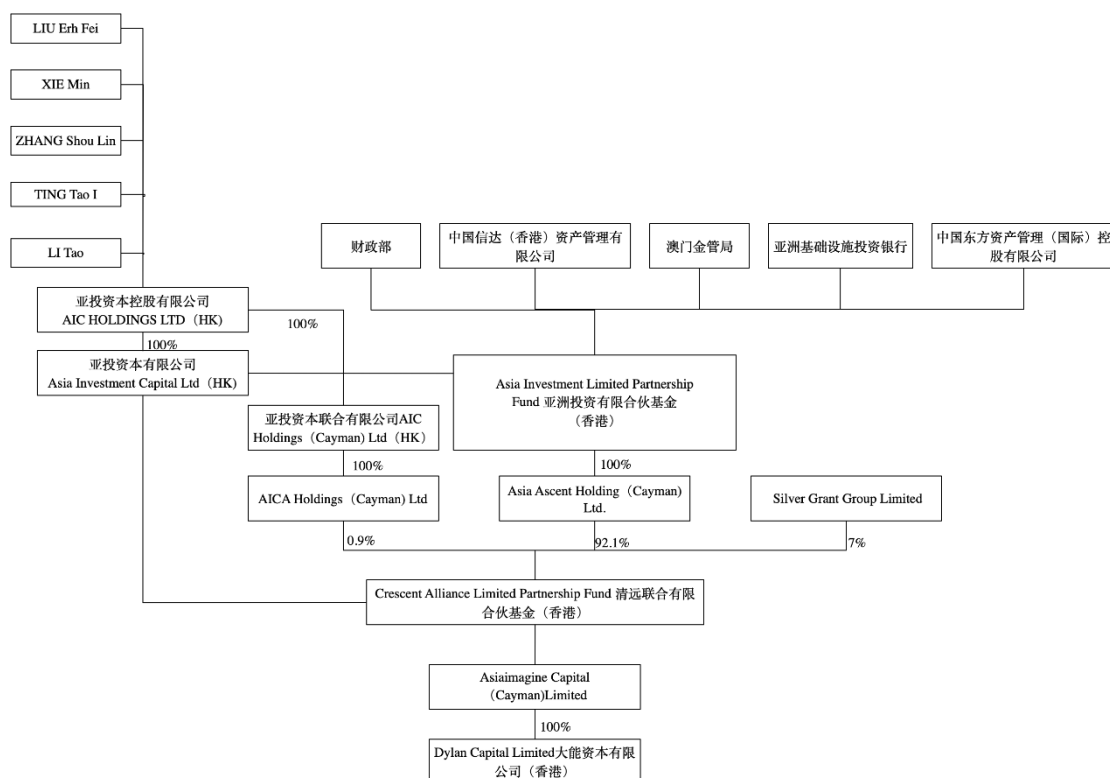 LIU Erh Fei
XIE Min
ZHANG Shou Lin
TING Tao I
LI Tao
财政部
中国信达（香港）资产管理有
限公司
澳门金管局
亚洲基础设施投资银行
中国东方资产管理（国际）控
股有限公司
亚投资本控股有限公司
AIC HOLDINGS LTD（HK)
100%
100%
亚投资本有限公司
Asia Investment Capital Ltd（HK)
Asia Investment Limited Partnership
Fund 亚洲投资有限合伙基金
（香港）
亚投资本联合有限公司AIC
Holdings（Cayman) Ltd（HK）
100%
100%
AICA Holdings（Cayman) Ltd
Asia Ascent Holding（Cayman)
Ltd.
Silver Grant Group Limited
0.9%
92.1%
7%
Crescent Alliance Limited Partnership Fund 清远联合有限
合伙基金（香港）
Asiaimagine Capital
（Cayman)Limited
100%
Dylan Capital Limited大能资本有限
公司（香港）